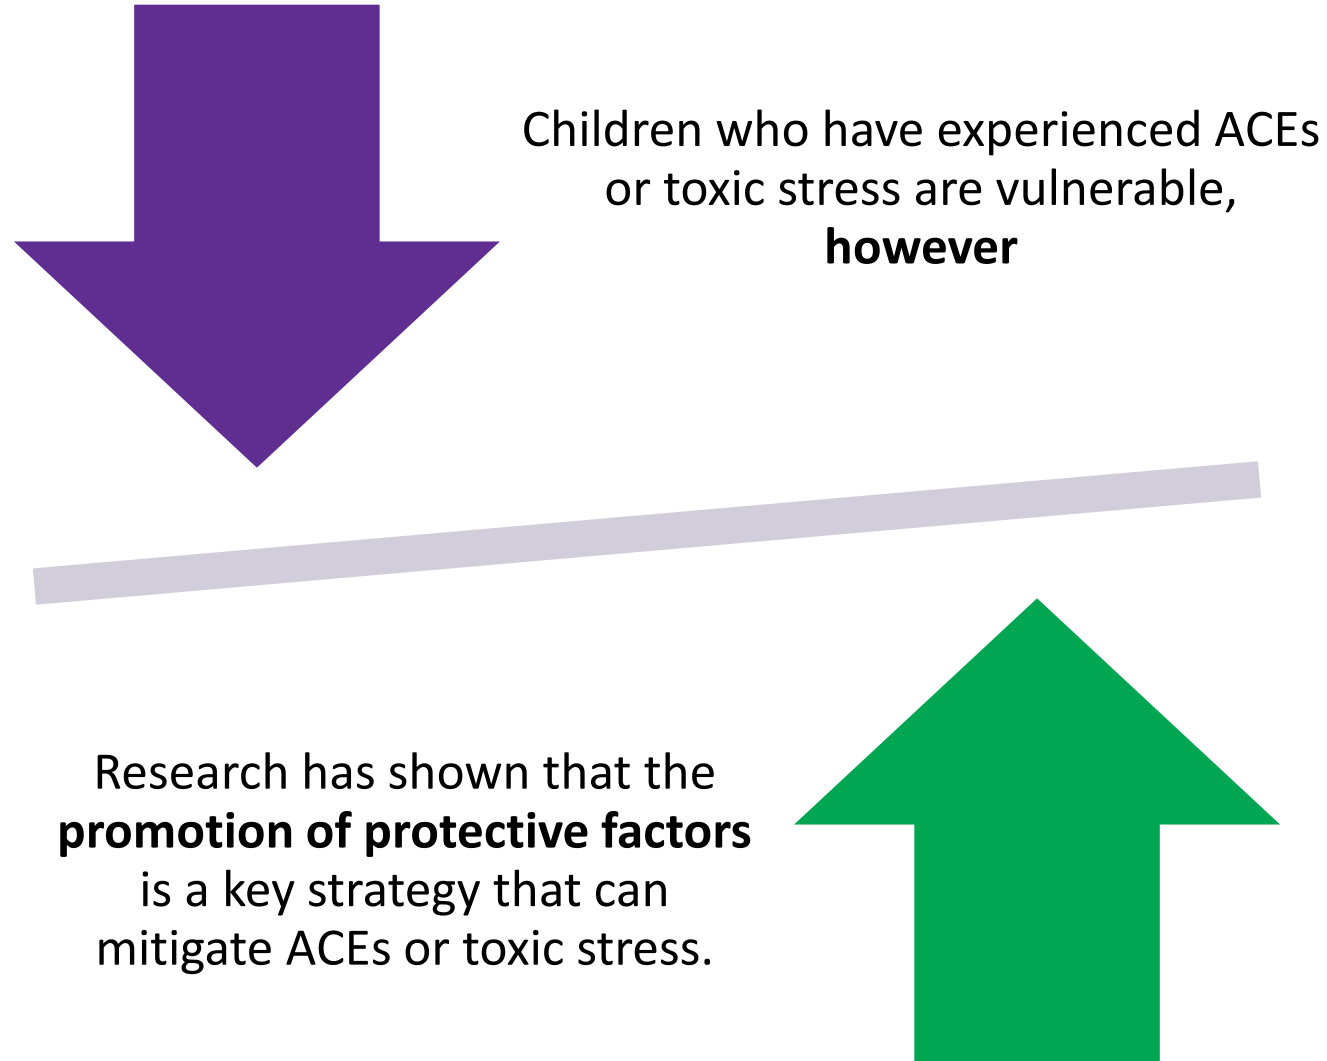 Children who have experienced ACEs
or toxic stress are vulnerable,
however
Research has shown that the
promotion of protective factors
is a key strategy that can
mitigate ACEs or toxic stress.